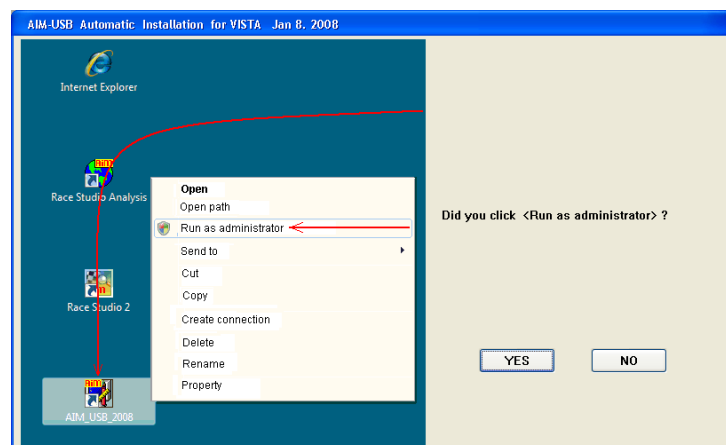 AIM-USB Automatic Installation for VISTA Jan 8. 2008
Internet Explorer
AiM
Race Studio Analysis
Race Studio 2
AiM
AIM_USB_2008
Open
Open path
Run as administrator
Send to
Cut
Copy
Create connection
Delete
Rename
Property
Did you click <Run as administrator> ?
YES
NO